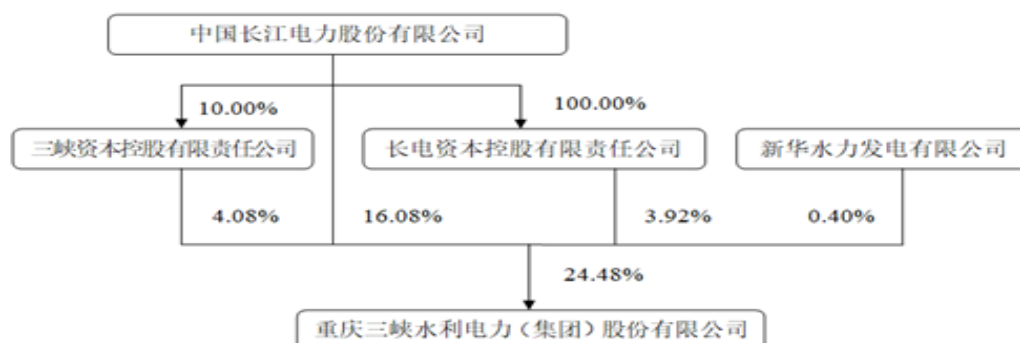 中国长江电力股份有限公司
10.00%
100.00%
三峡资本控股有限责任公司
长电资本控股有限责任公司
新华水力发电有限公司
4.08%
16.08%
3.92%
0.40%
24.48%
重庆三峡水利电力（集团）股份有限公司